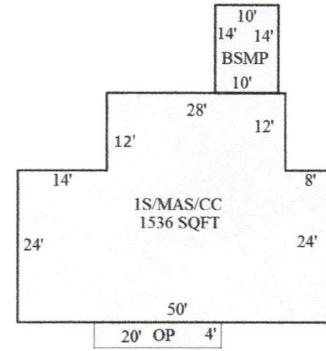 10'
14' 14'
BSMP
10'
28'
12' 12'
14' 8'
1S/MAS/CC
1536 SQFT
24' 24'
50'
20' OP 4'